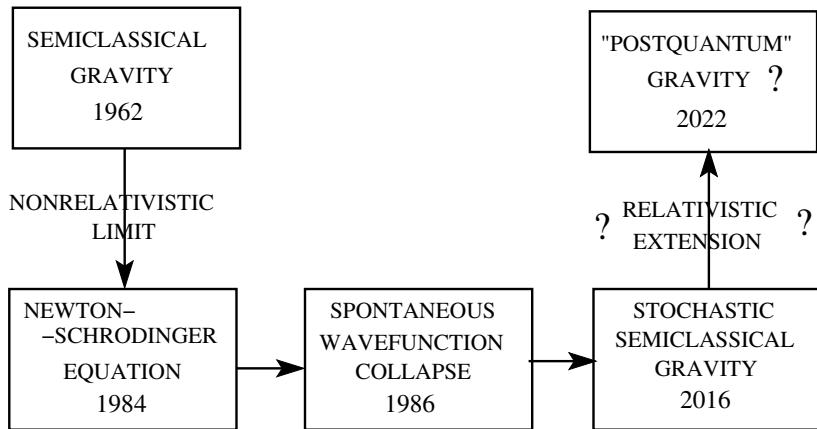 SEMICLASSICAL
GRAVITY
1962
"POSTQUANTUM"
GRAVITY ?
2022
NONRELATIVISTIC
LIMIT
? RELATIVISTIC ?
EXTENSION
NEWTON–
–SCHRODINGER
EQUATION
1984
SPONTANEOUS
WAVEFUNCTION
COLLAPSE
1986
STOCHASTIC
SEMICLASSICAL
GRAVITY
2016